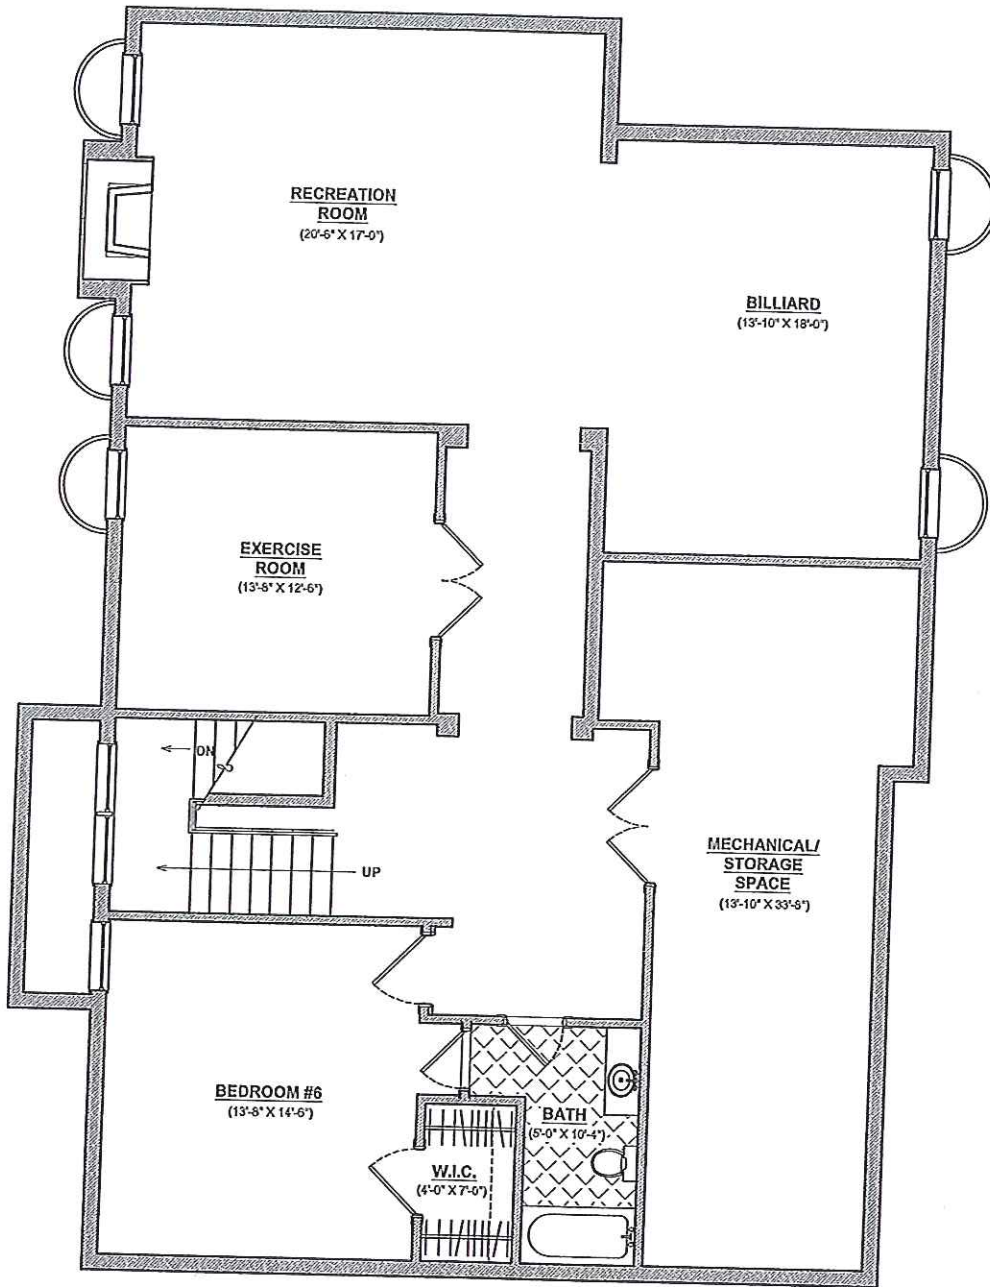 RECREATION
ROOM
(20'-6" X 17'-0")
BILLIARD
(13'-10" X 18'-0")
EXERCISE
ROOM
(13'-8" X 12'-6")
DN
UP
MECHANICAL/
STORAGE
SPACE
(13'-10" X 33'-8")
BEDROOM #6
(13'-8" X 14'-6")
BATH
(5'-0" X 10'-4")
W.I.C.
(4'-0" X 7'-0")